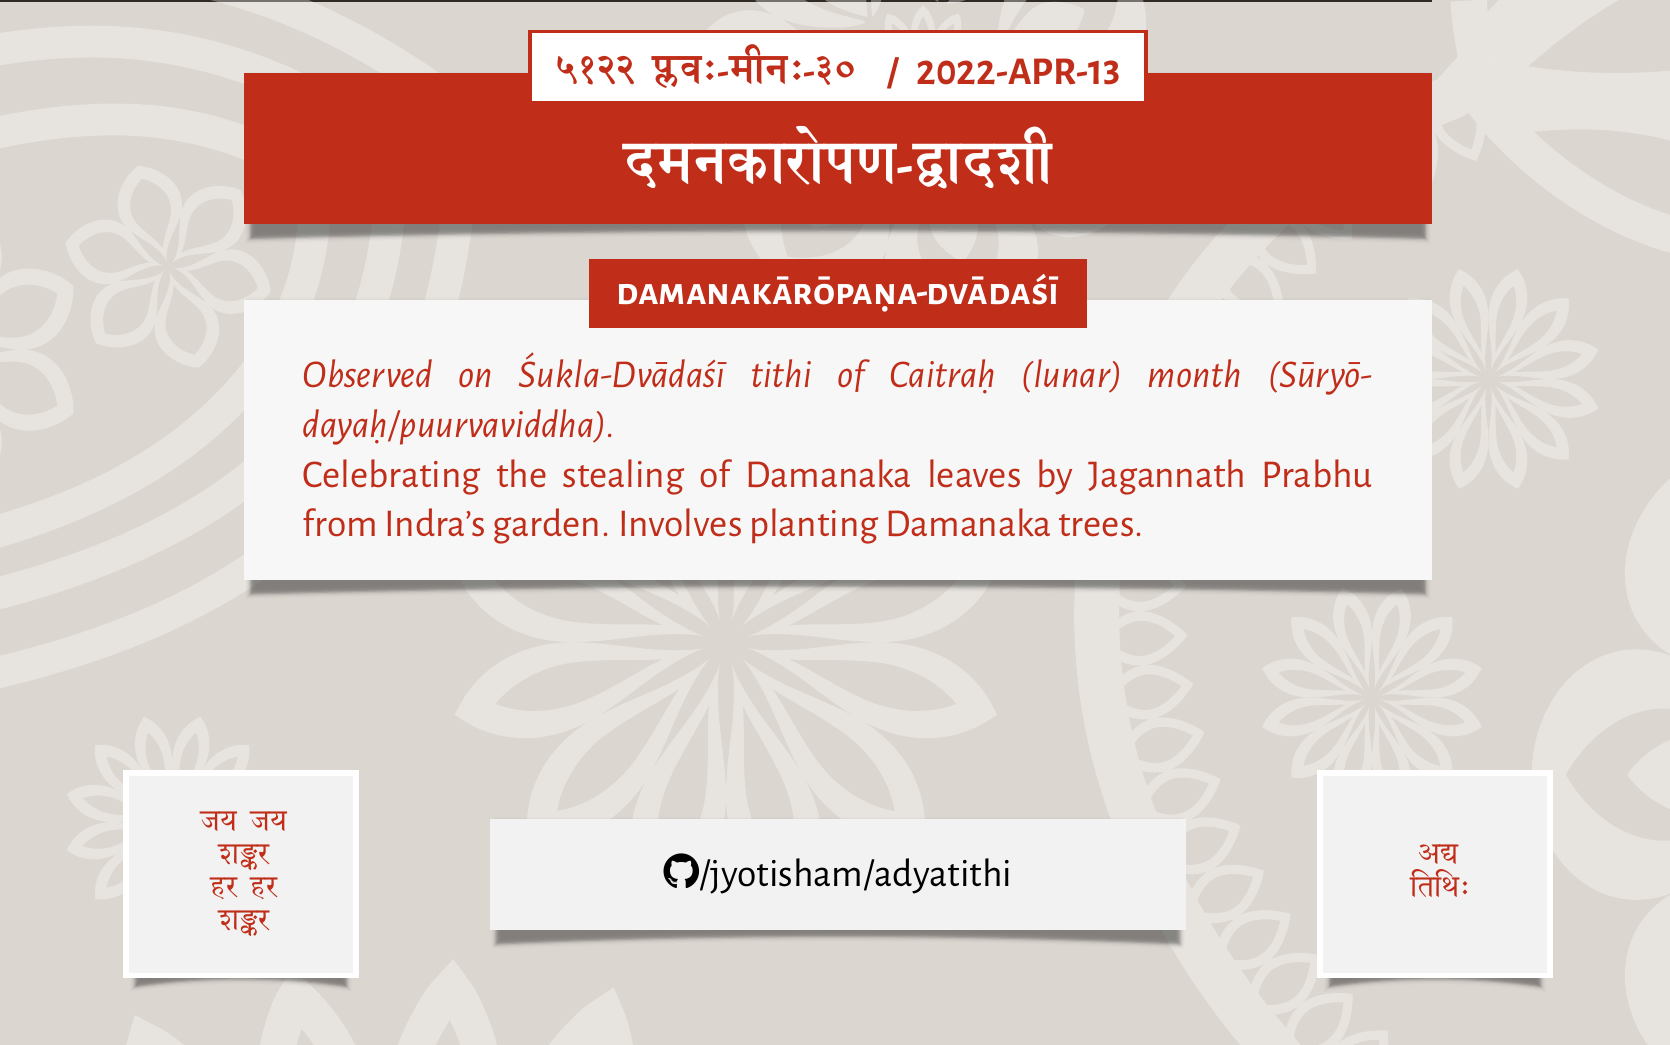 ५१२२ प्लवः-मीनः-३० / 2022-APR-13
दमनकारोपण-द्वादशी
DAMANAKĀRŌPAṆA-DVĀDAŚĪ
Observed on Śukla-Dvādaśī tithi of Caitraḥ (lunar) month (Sūryō-
dayaḥ/puurvaviddha).
Celebrating the stealing of Damanaka leaves by Jagannath Prabhu
from Indra’s garden. Involves planting Damanaka trees.
जय जय
शङ्कर
हर हर
शङ्कर
/jyotisham/adyatithi
अद्य
तिथिः